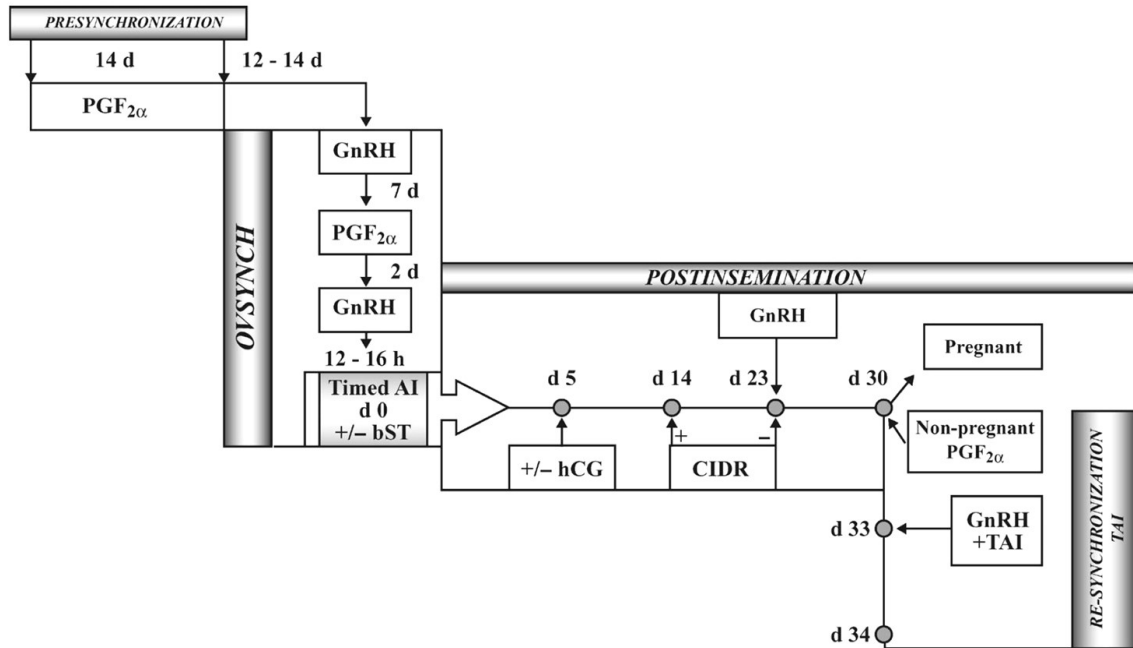 PRESYNCHRONIZATION
14 d
12 - 14 d
PGF2α
OVSYNCH
GnRH
7 d
PGF2α
2 d
GnRH
12 - 16 h
Timed AI
d 0
+/– bST
POSTINSEMINATION
GnRH
Pregnant
d 5
d 14
d 23
d 30
Non-pregnant
PGF2α
+
–
+/– hCG
CIDR
d 33
GnRH
+TAI
d 34
RE-SYNCHRONIZATION
TAI